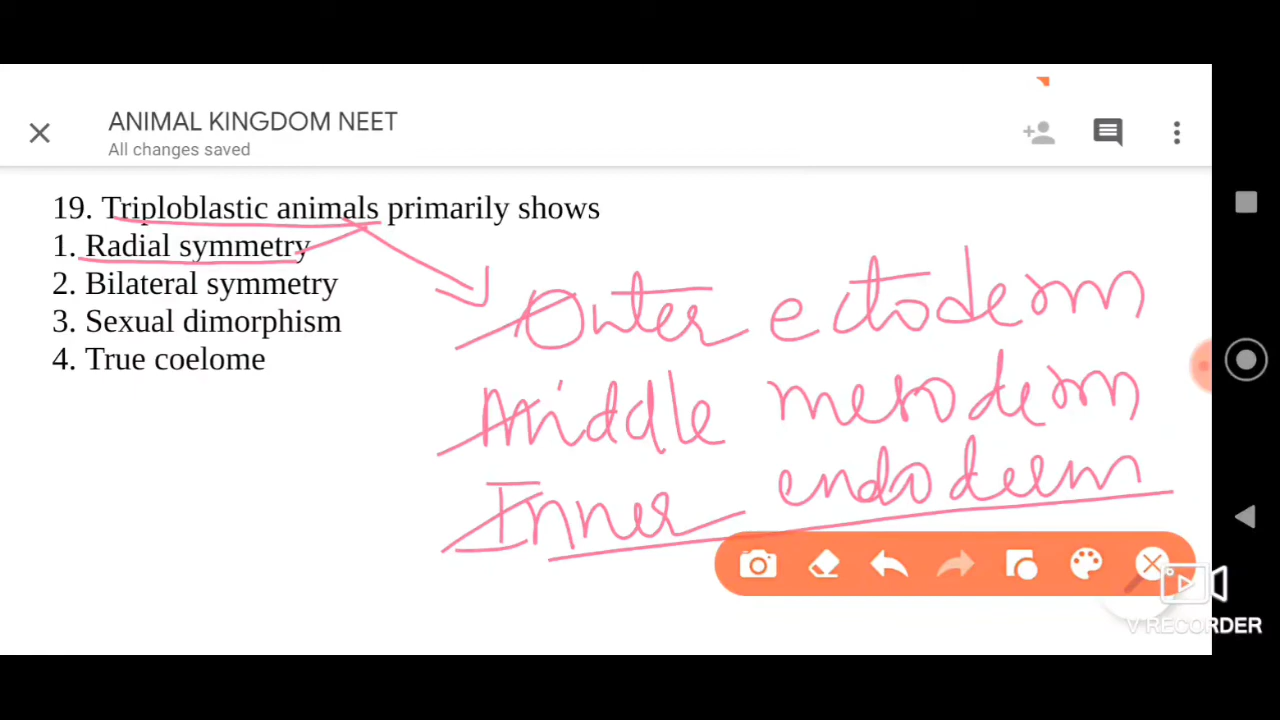 ANIMAL KINGDOM NEET
All changes saved
19. Triploblastic animals primarily shows
1. Radial symmetry
2. Bilateral symmetry
3. Sexual dimorphism
4. True coelome
Outer ectoderm
Middle mesoderm
Inner endoderm
V RECORDER